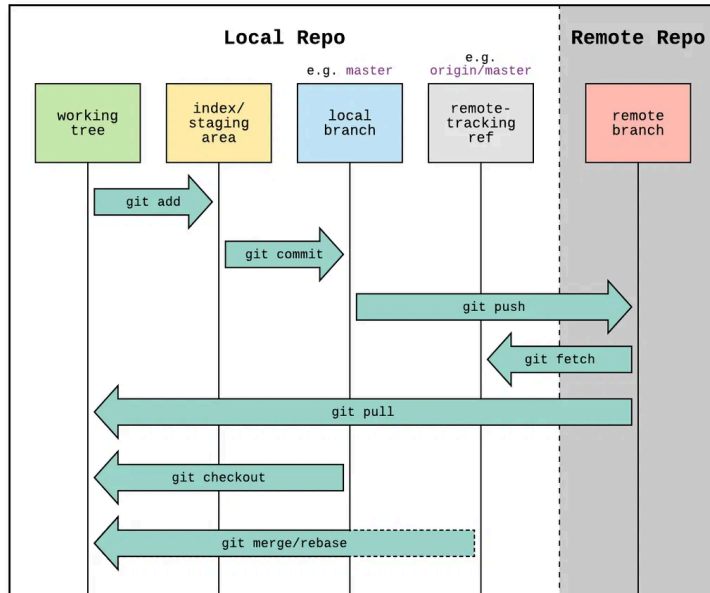 Local Repo
Remote Repo
e.g. master
e.g.
origin/master
working
tree
index/
staging
area
local
branch
remote-
tracking
ref
remote
branch
git add
git commit
git push
git fetch
git pull
git checkout
git merge/rebase